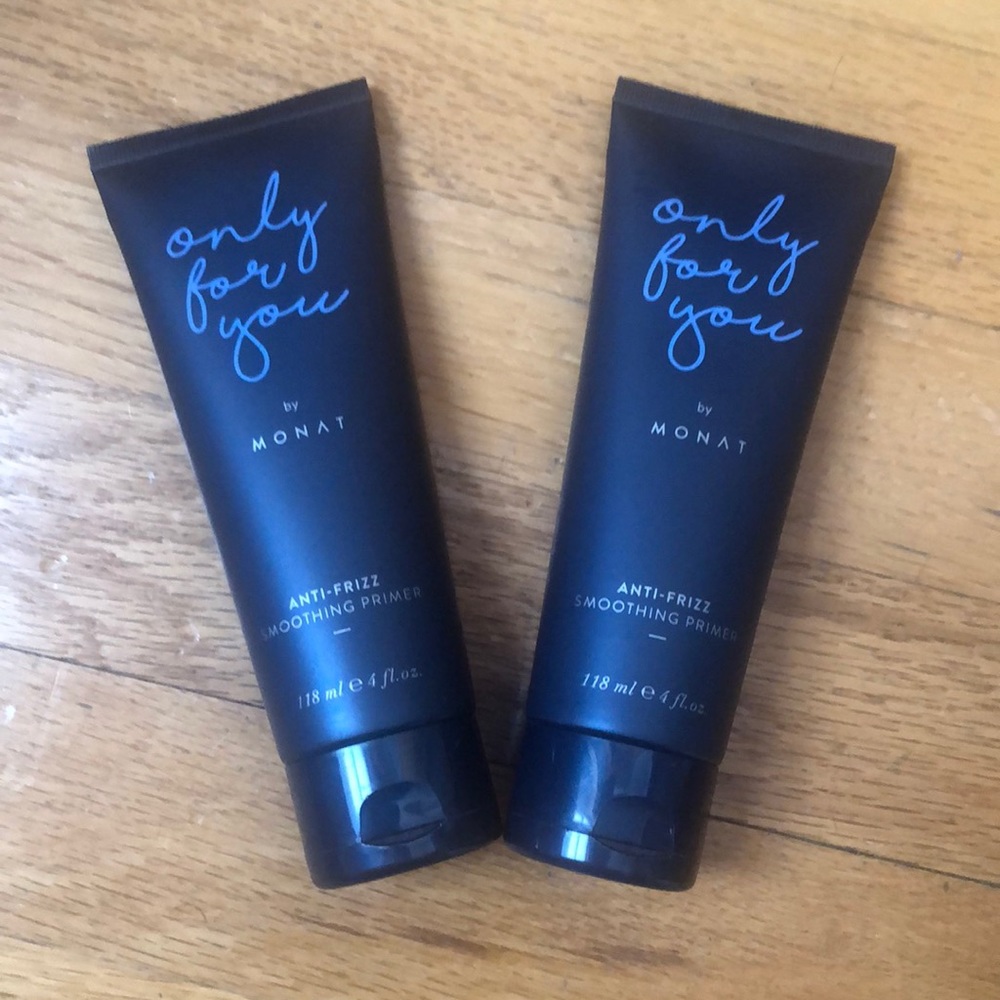 only
for
you
by
MONAT
ANTI-FRIZZ
SMOOTHING PRIMER
118 ml e 4 fl.oz.
only
for
you
by
MONAT
ANTI-FRIZZ
SMOOTHING PRIMER
118 ml e 4 fl.oz.